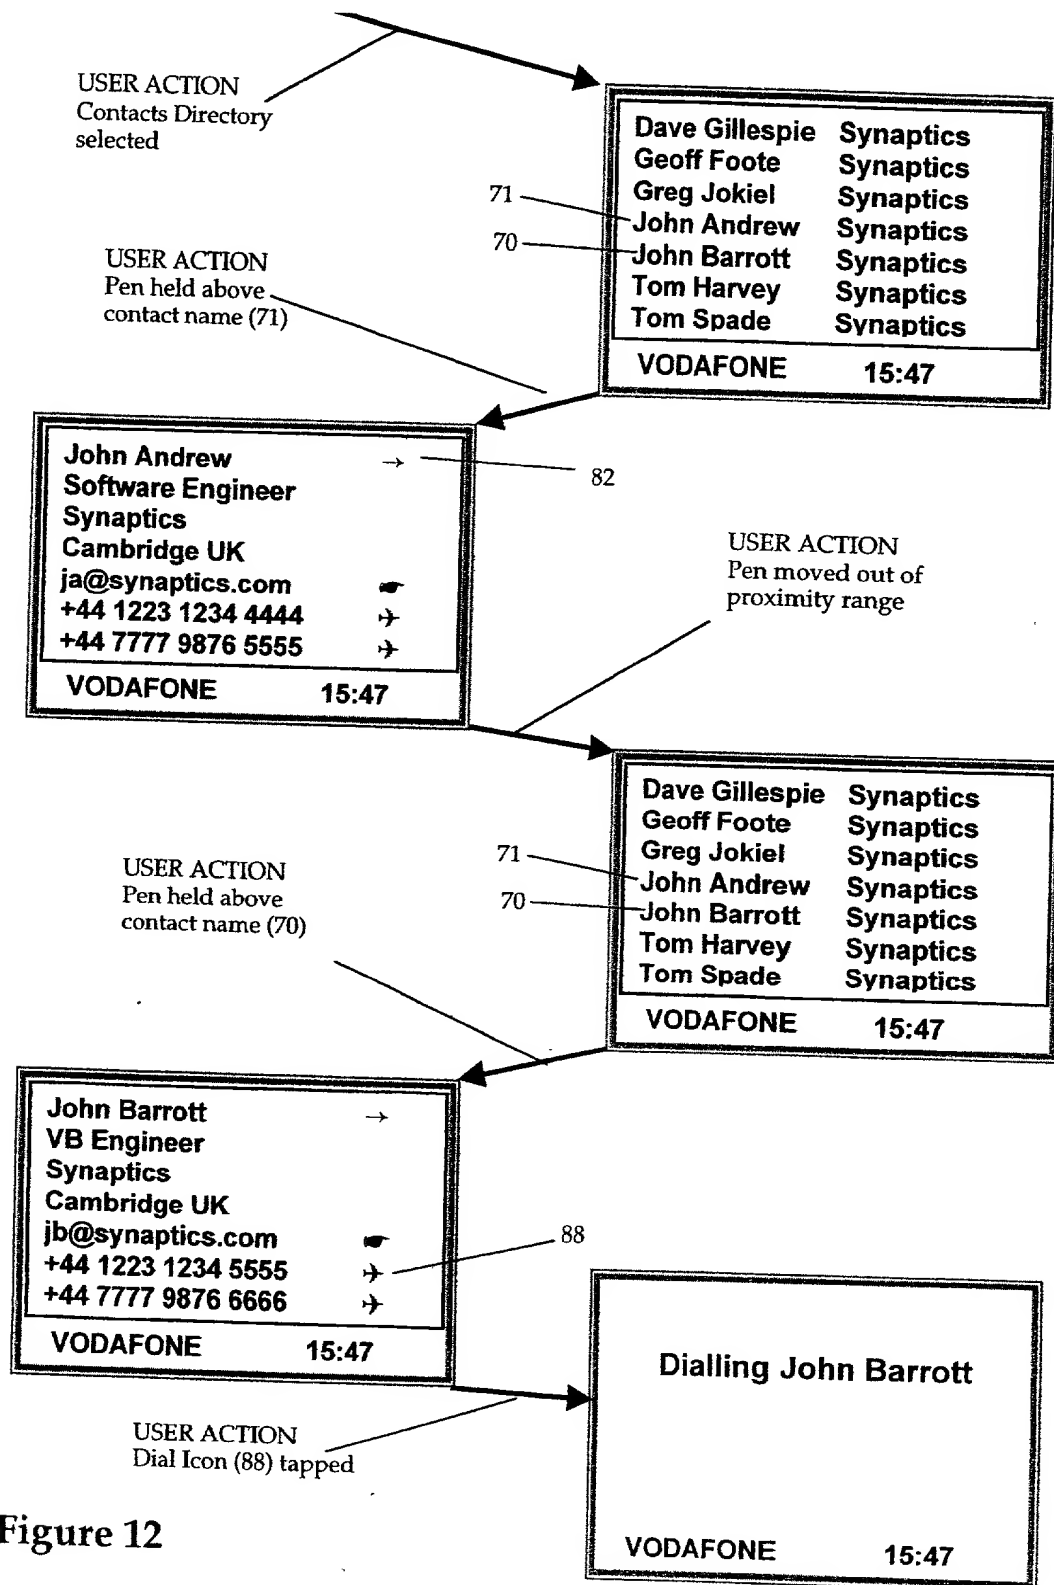 USER ACTION
Contacts Directory
selected
Dave Gillespie Synaptics
Geoff Foote Synaptics
Greg Jokiel Synaptics
John Andrew Synaptics
John Barrott Synaptics
Tom Harvey Synaptics
Tom Spade Synaptics
VODAFONE 15:47
71
70
USER ACTION
Pen held above
contact name (71)
John Andrew →
Software Engineer
Synaptics
Cambridge UK
ja@synaptics.com ☛
+44 1223 1234 4444 ✈
+44 7777 9876 5555 ✈
VODAFONE 15:47
82
USER ACTION
Pen moved out of
proximity range
Dave Gillespie Synaptics
Geoff Foote Synaptics
Greg Jokiel Synaptics
John Andrew Synaptics
John Barrott Synaptics
Tom Harvey Synaptics
Tom Spade Synaptics
VODAFONE 15:47
71
70
USER ACTION
Pen held above
contact name (70)
John Barrott →
VB Engineer
Synaptics
Cambridge UK
jb@synaptics.com ☛
+44 1223 1234 5555 ✈
+44 7777 9876 6666 ✈
VODAFONE 15:47
88
USER ACTION
Dial Icon (88) tapped
Dialling John Barrott
VODAFONE 15:47
Figure 12